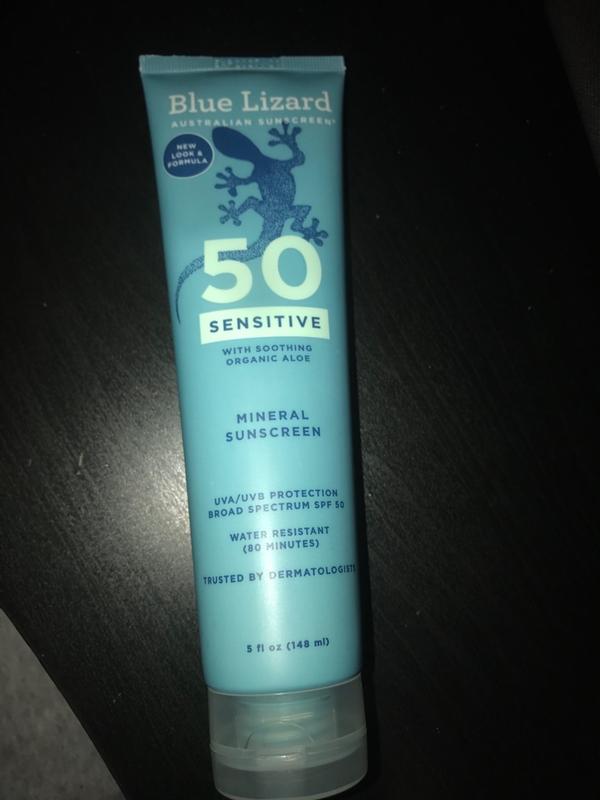 Blue Lizard
AUSTRALIAN SUNSCREEN®
NEW
LOOK &
FORMULA
50
SENSITIVE
WITH SOOTHING
ORGANIC ALOE
MINERAL
SUNSCREEN
UVA/UVB PROTECTION
BROAD SPECTRUM SPF 50
WATER RESISTANT
(80 MINUTES)
TRUSTED BY DERMATOLOGISTS
5 fl oz (148 ml)